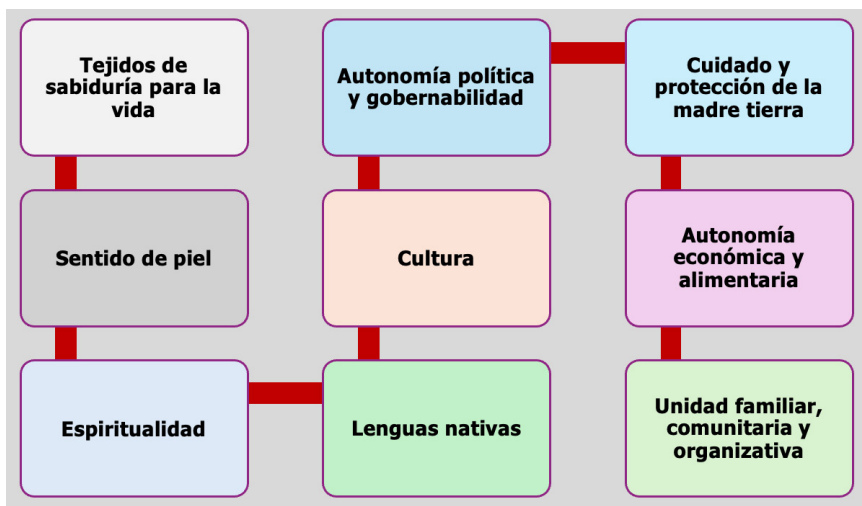 Tejidos de
sabiduría para la
vida
Sentido de piel
Espiritualidad
Lenguas nativas
Cultura
Autonomía política
y gobernabilidad
Cuidado y
protección de la
madre tierra
Autonomía
económica y
alimentaria
Unidad familiar,
comunitaria y
organizativa